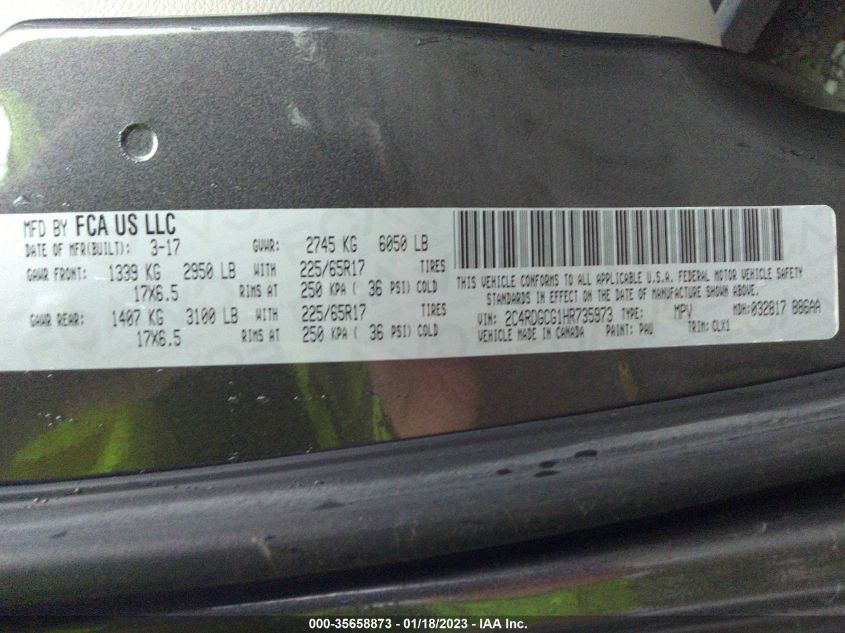 MFD BY FCA US LLC
DATE OF MFR(BUILT): 3-17 GVWR: 2745 KG 6050 LB
GAWR FRONT: 1339 KG 2950 LB WITH 225/65R17 TIRES
17X6.5 RIMS AT 250 KPA ( 36 PSI) COLD
GAWR REAR: 1407 KG 3100 LB WITH 225/65R17 TIRES
17X6.5 RIMS AT 250 KPA ( 36 PSI) COLD
THIS VEHICLE CONFORMS TO ALL APPLICABLE U.S.A. FEDERAL MOTOR VEHICLE SAFETY
STANDARDS IN EFFECT ON THE DATE OF MANUFACTURE SHOWN ABOVE.
VIN: 2C4RDGCG1HR735973 TYPE: MPV MDH: 032817 886AA
VEHICLE MADE IN CANADA PAINT: PAU TRIM: CLX1
000-35658873 - 01/18/2023 - IAA Inc.